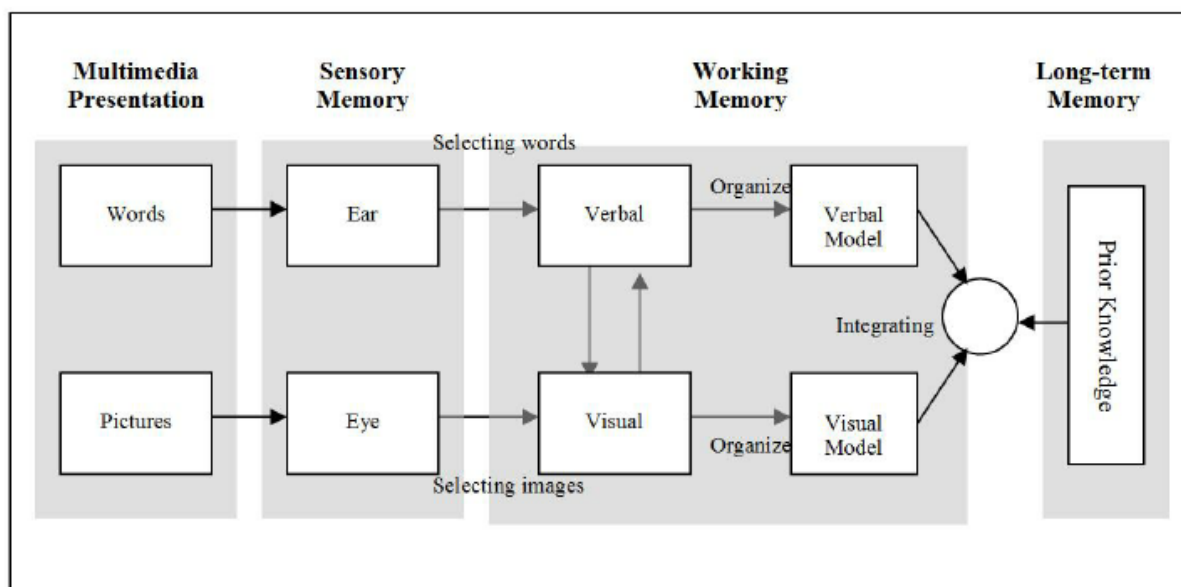 Multimedia
Presentation
Sensory
Memory
Working
Memory
Long-term
Memory
Selecting words
Words
Ear
Verbal
Organize
Verbal
Model
Integrating
Prior Knowledge
Pictures
Eye
Visual
Organize
Visual
Model
Selecting images